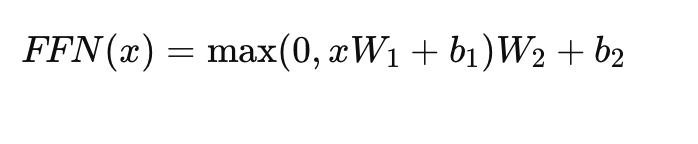 FFN(x) = max(0, xW₁ + b₁)W₂ + b₂